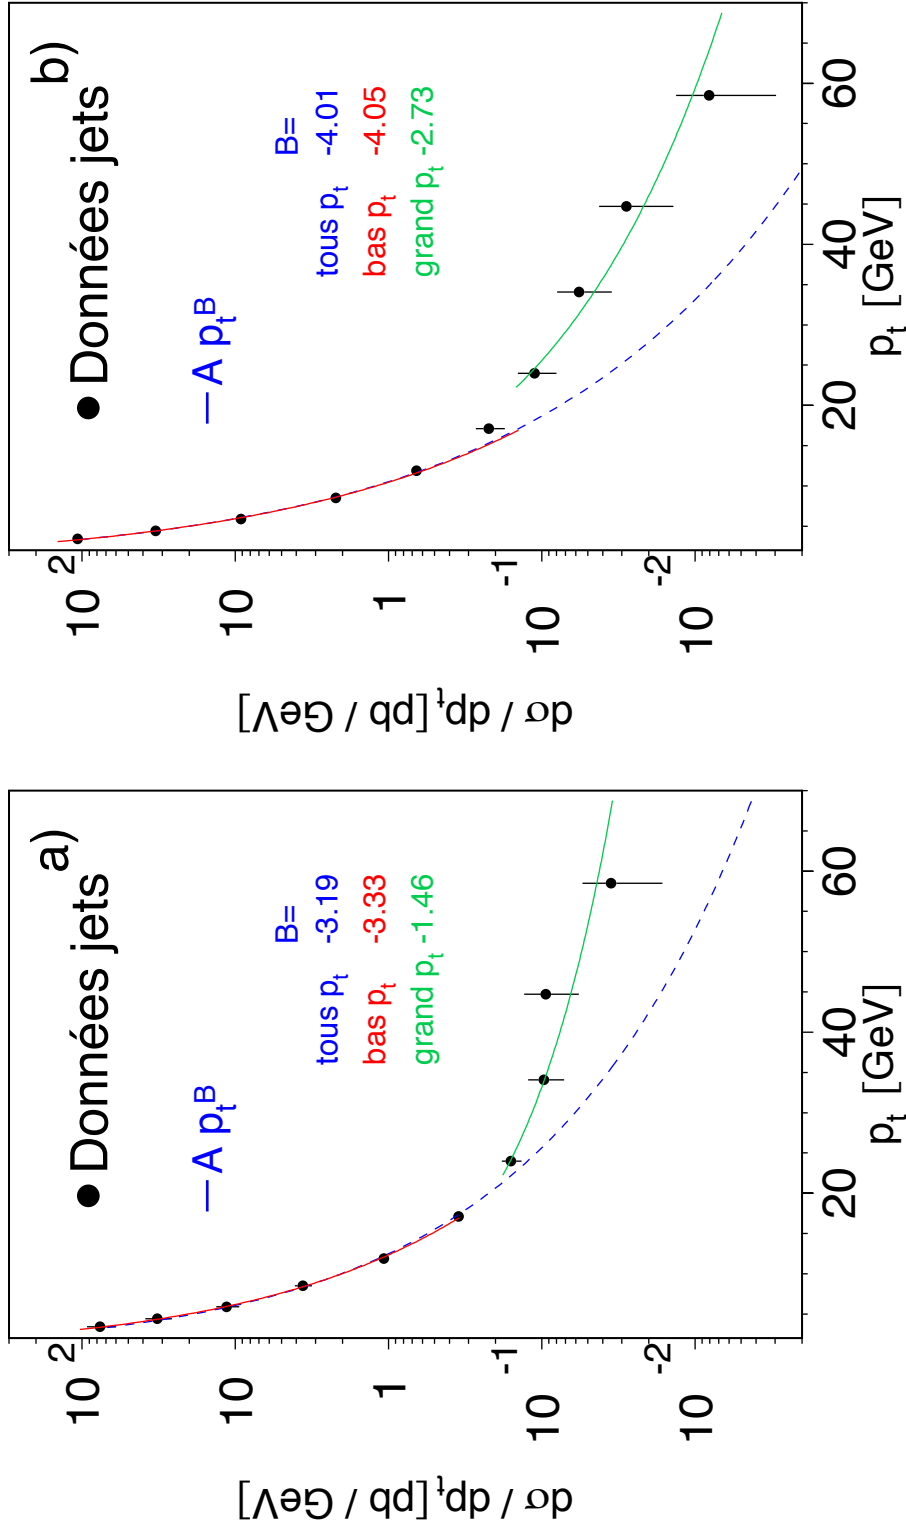 a)
● Données jets
— A p_t^B
B=
tous p_t -3.19
bas p_t -3.33
grand p_t -1.46
10^2
10
1
10^-1
10^-2
dσ / dp_t [pb / GeV]
20 40 60
p_t [GeV]
b)
● Données jets
— A p_t^B
B=
tous p_t -4.01
bas p_t -4.05
grand p_t -2.73
10^2
10
1
10^-1
10^-2
dσ / dp_t [pb / GeV]
20 40 60
p_t [GeV]